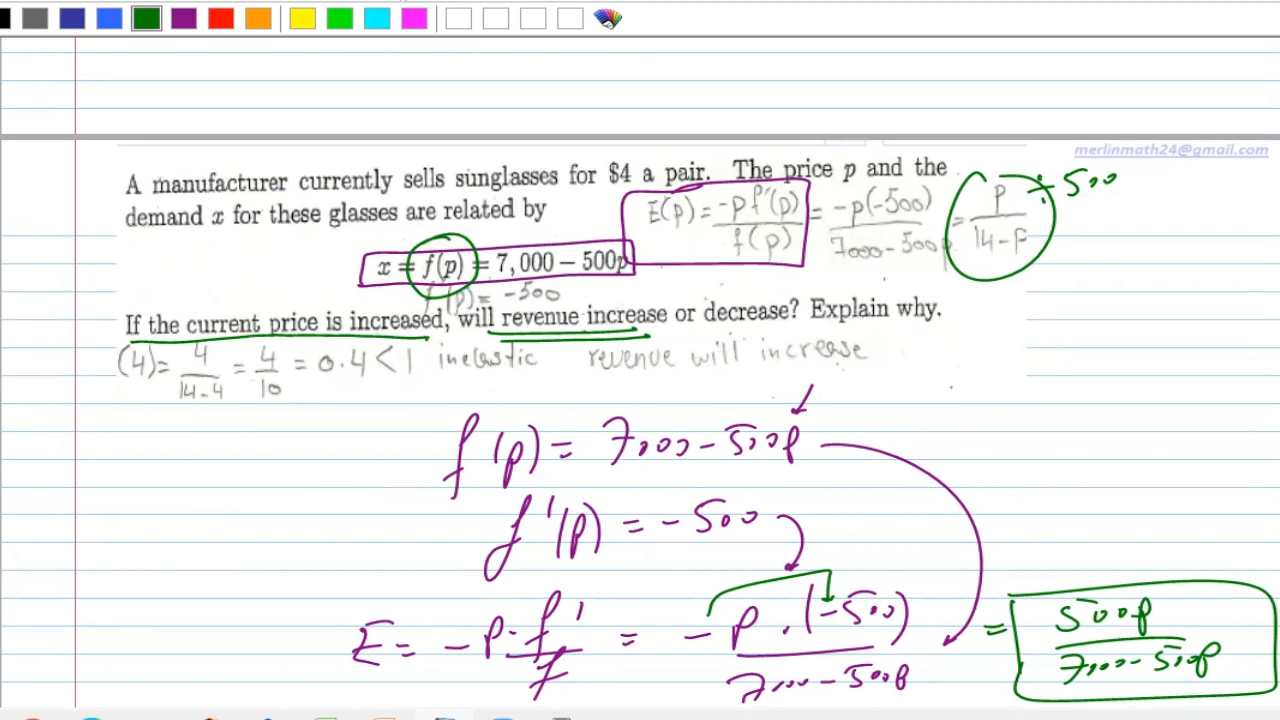 merlinmath24@gmail.com
A manufacturer currently sells sunglasses for $4 a pair. The price p and the
demand x for these glasses are related by
E(p) = -p f'(p) / f(p) = -p(-500) / 7000 - 500p = p / 14-p ÷ 500
x = f(p) = 7,000 − 500p
f'(p) = -500
If the current price is increased, will revenue increase or decrease? Explain why.
(4) = 4 / 14-4 = 4 / 10 = 0.4 < 1 inelastic revenue will increase
f(p) = 7000 - 500p
f'(p) = -500
E = -p · f' / f = - p · (-500) / 7000 - 500p = 500p / 7000 - 500p